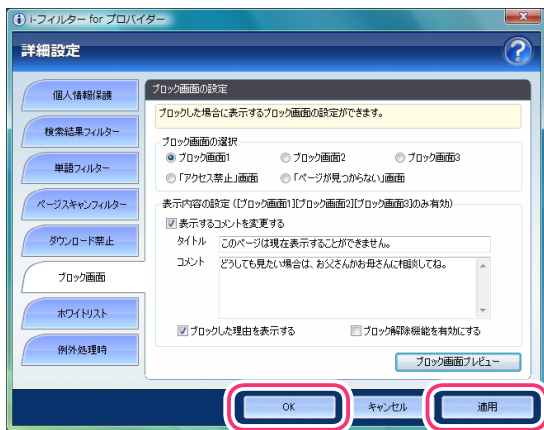 i-フィルター for プロバイダー
詳細設定
個人情報保護
検索結果フィルター
単語フィルター
ページスキャンフィルター
ダウンロード禁止
ブロック画面
ホワイトリスト
例外処理時
ブロック画面の設定
ブロックした場合に表示するブロック画面の設定ができます。
ブロック画面の選択
ブロック画面1 ブロック画面2 ブロック画面3
「アクセス禁止」画面 「ページが見つからない」画面
表示内容の設定 ([ブロック画面1][ブロック画面2][ブロック画面3]のみ有効)
表示するコメントを変更する
タイトル このページは現在表示することができません。
コメント どうしても見たい場合は、お父さんかお母さんに相談してね。
ブロックした理由を表示する ブロック解除機能を有効にする
ブロック画面プレビュー
OK キャンセル 適用